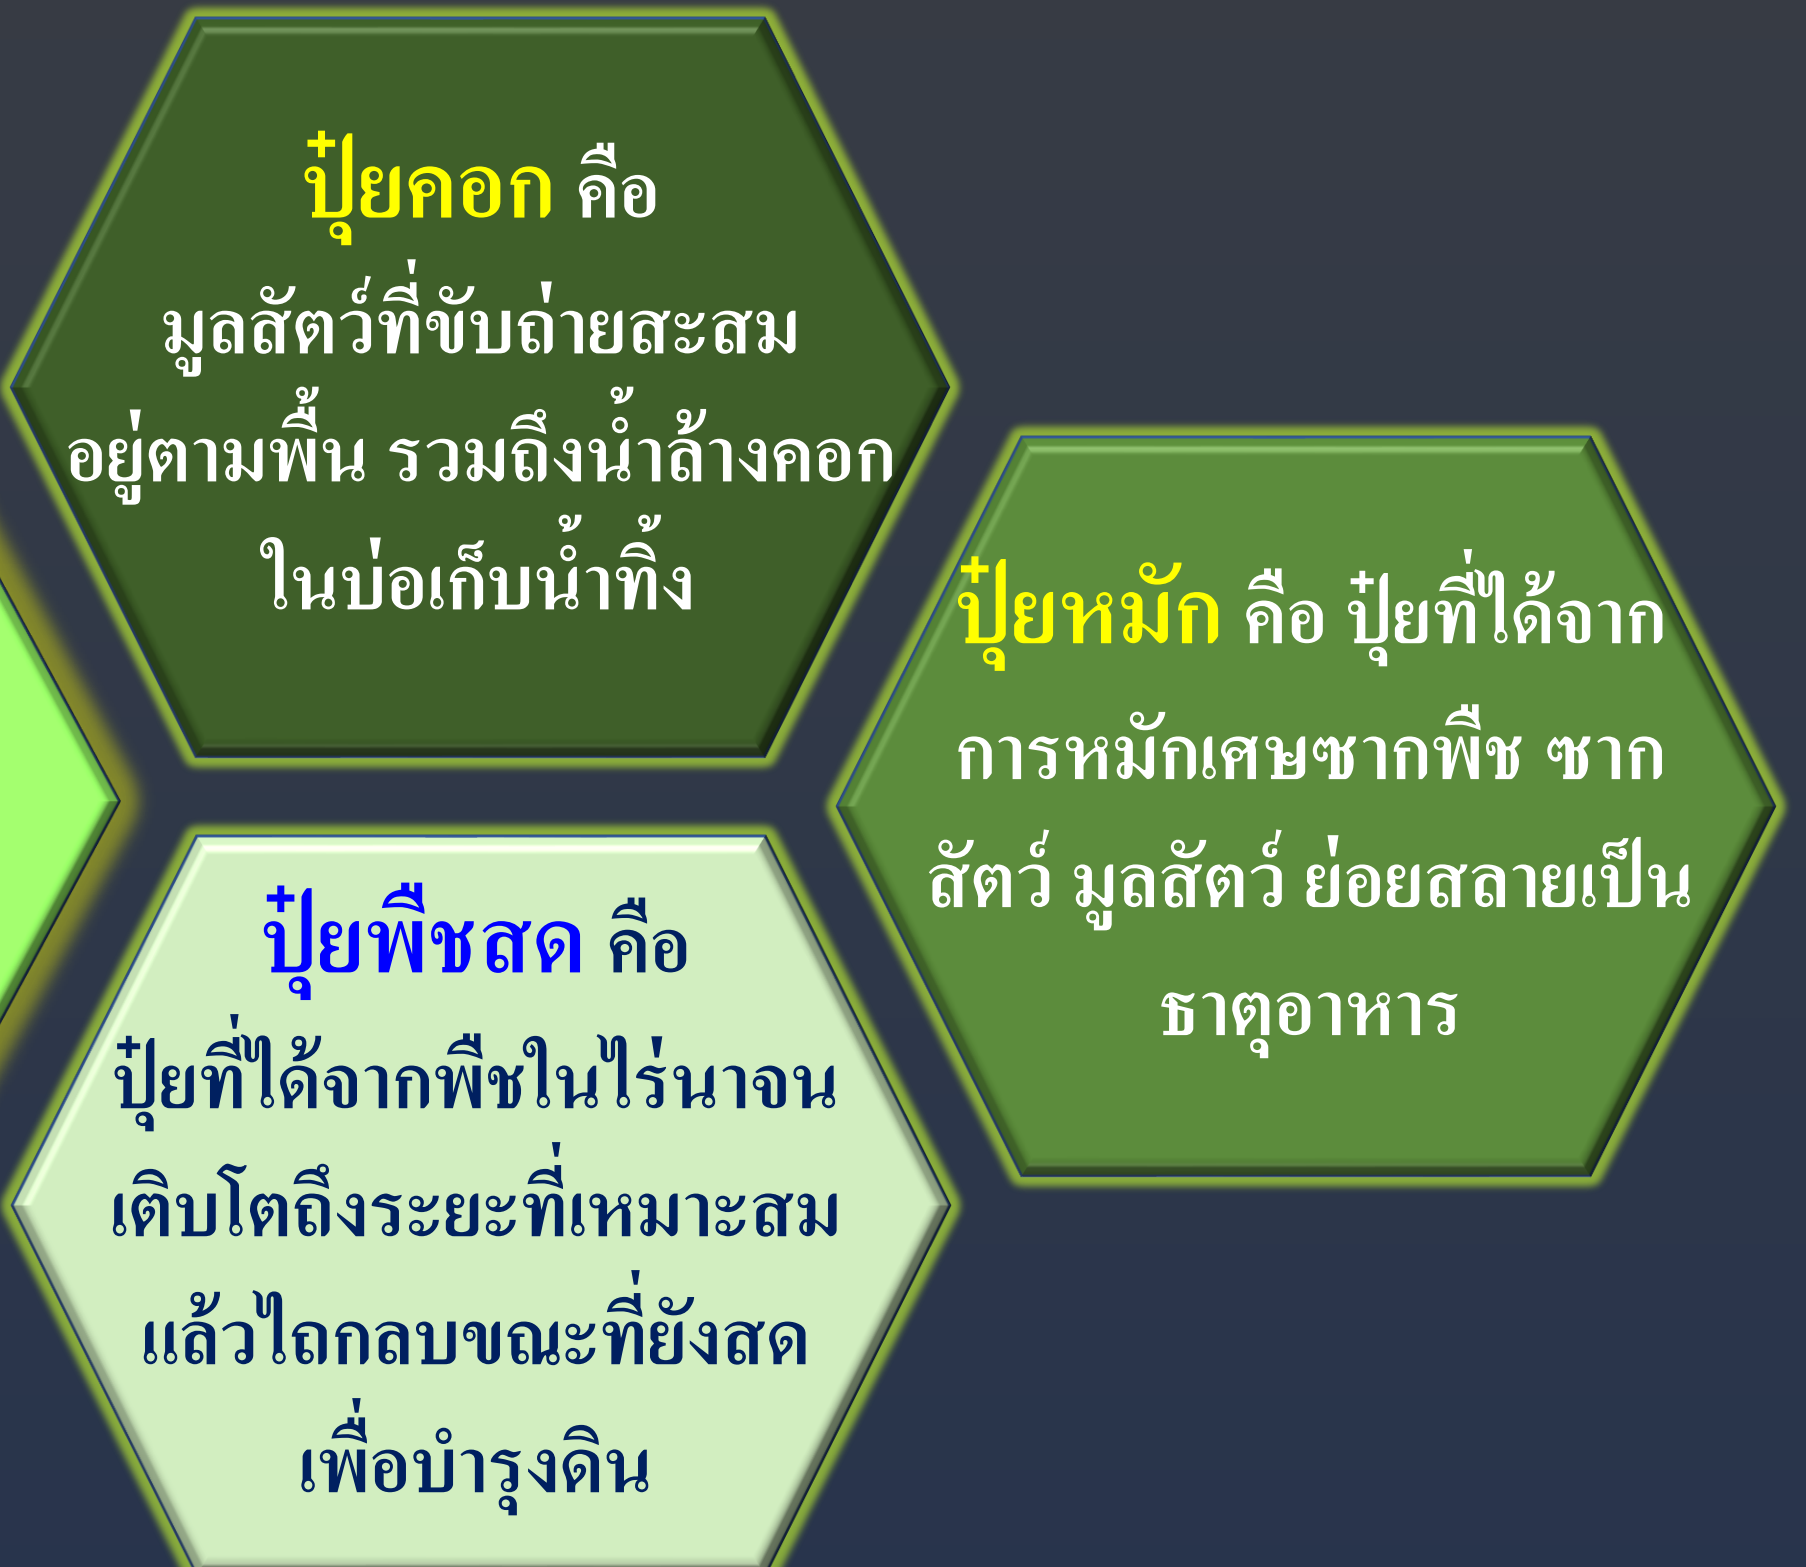 ปุ๋ยคอก คือ
มูลสัตว์ที่ขับถ่ายสะสม
อยู่ตามพื้น รวมถึงน้ำล้างคอก
ในบ่อเก็บน้ำทิ้ง
ปุ๋ยหมัก คือ ปุ๋ยที่ได้จาก
การหมักเศษซากพืช ซาก
สัตว์ มูลสัตว์ ย่อยสลายเป็น
ธาตุอาหาร
ปุ๋ยพืชสด คือ
ปุ๋ยที่ได้จากพืชในไร่นาจน
เติบโตถึงระยะที่เหมาะสม
แล้วไถกลบขณะที่ยังสด
เพื่อบำรุงดิน